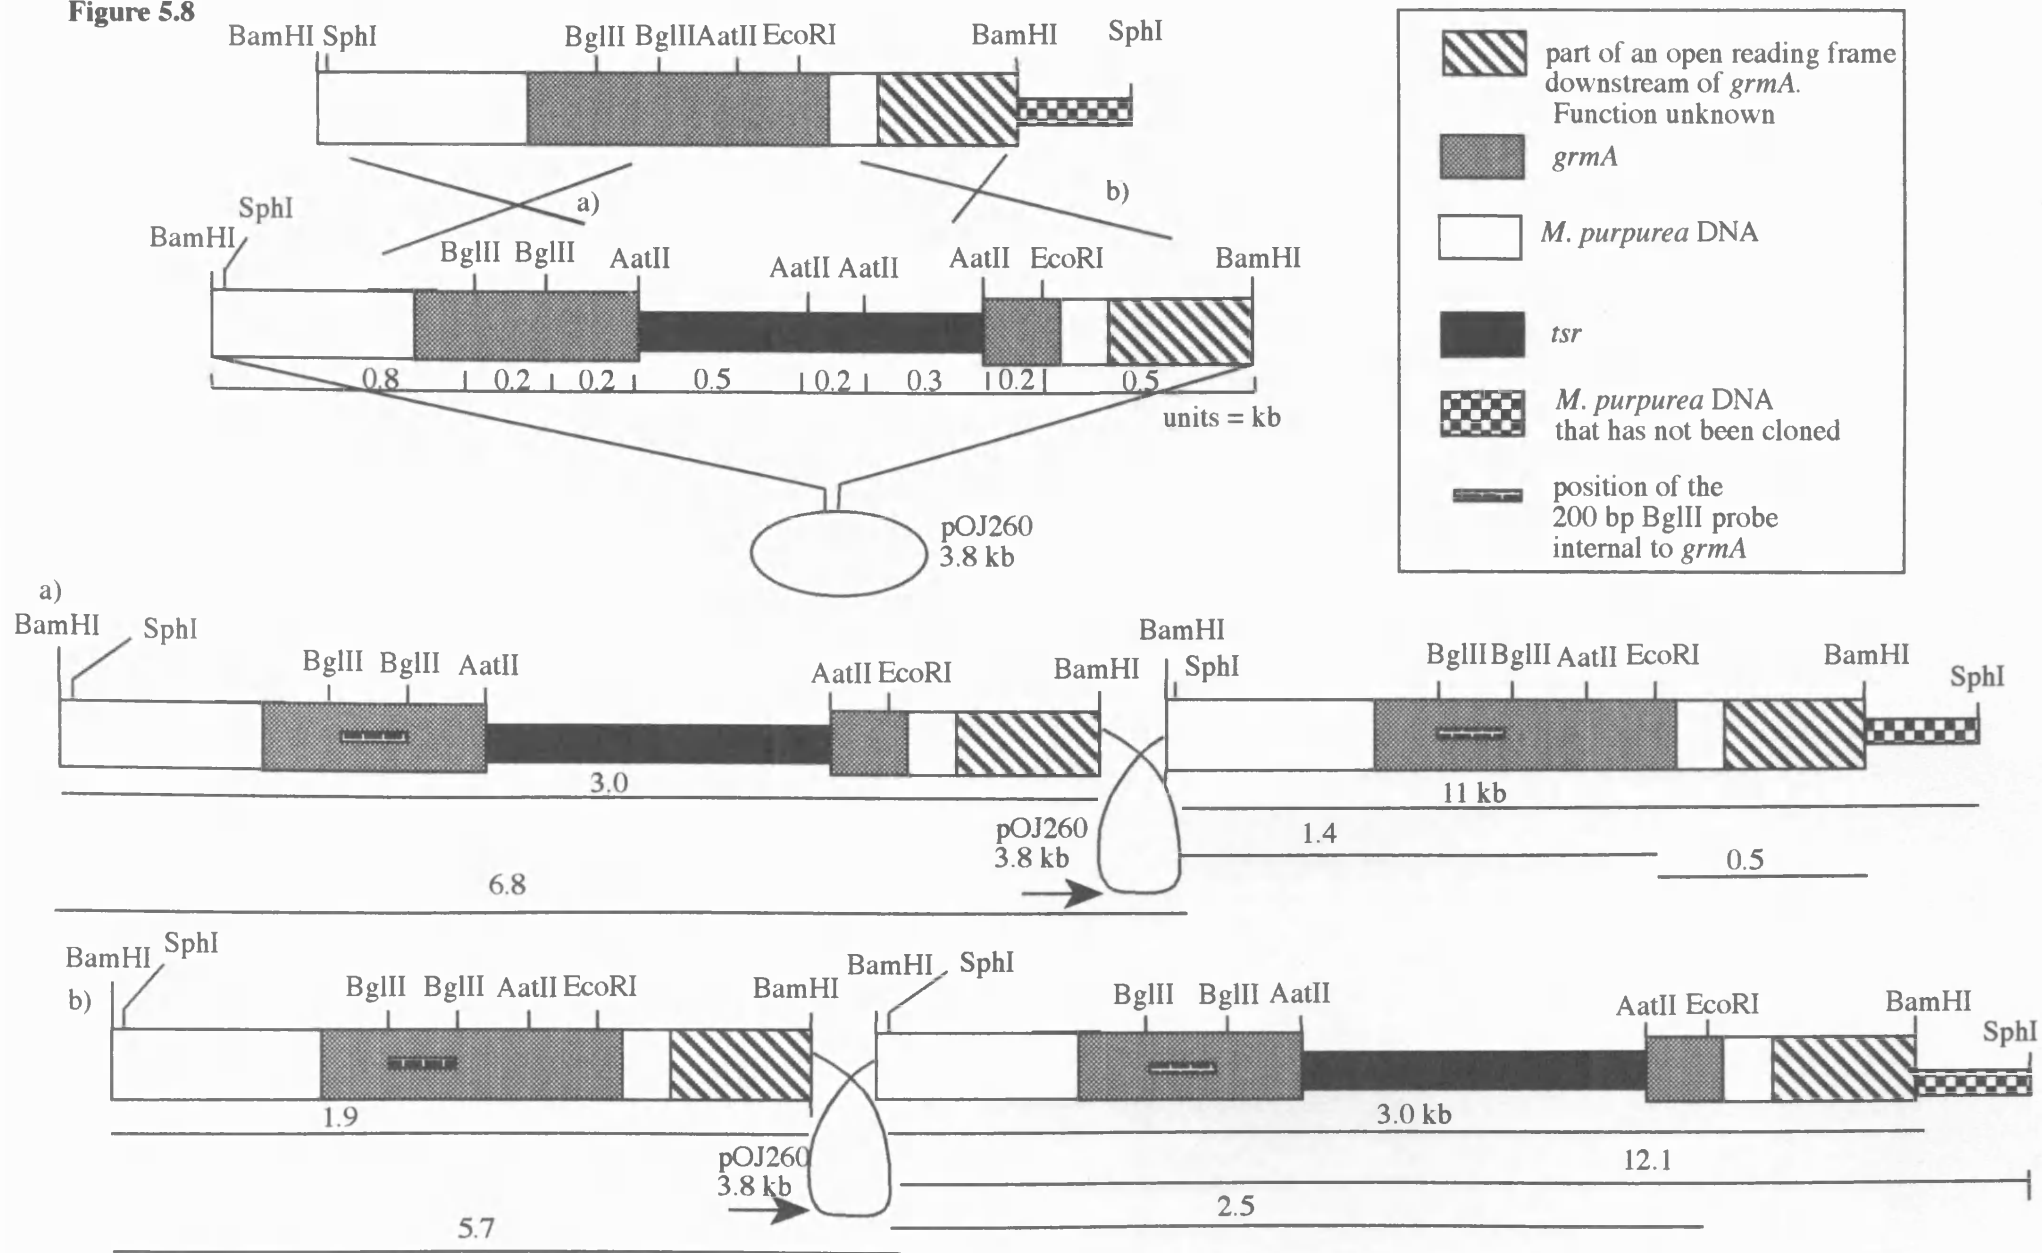 Figure 5.8
BamHI SphI
BglII BglII AatII EcoRI
BamHI
SphI
part of an open reading frame
downstream of grmA.
Function unknown
grmA
M. purpurea DNA
tsr
M. purpurea DNA
that has not been cloned
position of the
200 bp BglII probe
internal to grmA
a)
b)
BamHI
SphI
BglII BglII AatII
AatII AatII
AatII EcoRI
BamHI
0.8 0.2 0.2 0.5 0.2 0.3 0.2 0.5
units = kb
pOJ260
3.8 kb
a)
BamHI SphI
BglII BglII AatII
AatII EcoRI
BamHI
BamHI
SphI
BglII BglII AatII EcoRI
BamHI
SphI
3.0
11 kb
pOJ260
3.8 kb
1.4
0.5
6.8
b)
BamHI SphI
BglII BglII AatII EcoRI
BamHI
BamHI SphI
BglII BglII AatII
AatII EcoRI
BamHI
SphI
1.9
3.0 kb
pOJ260
3.8 kb
12.1
2.5
5.7